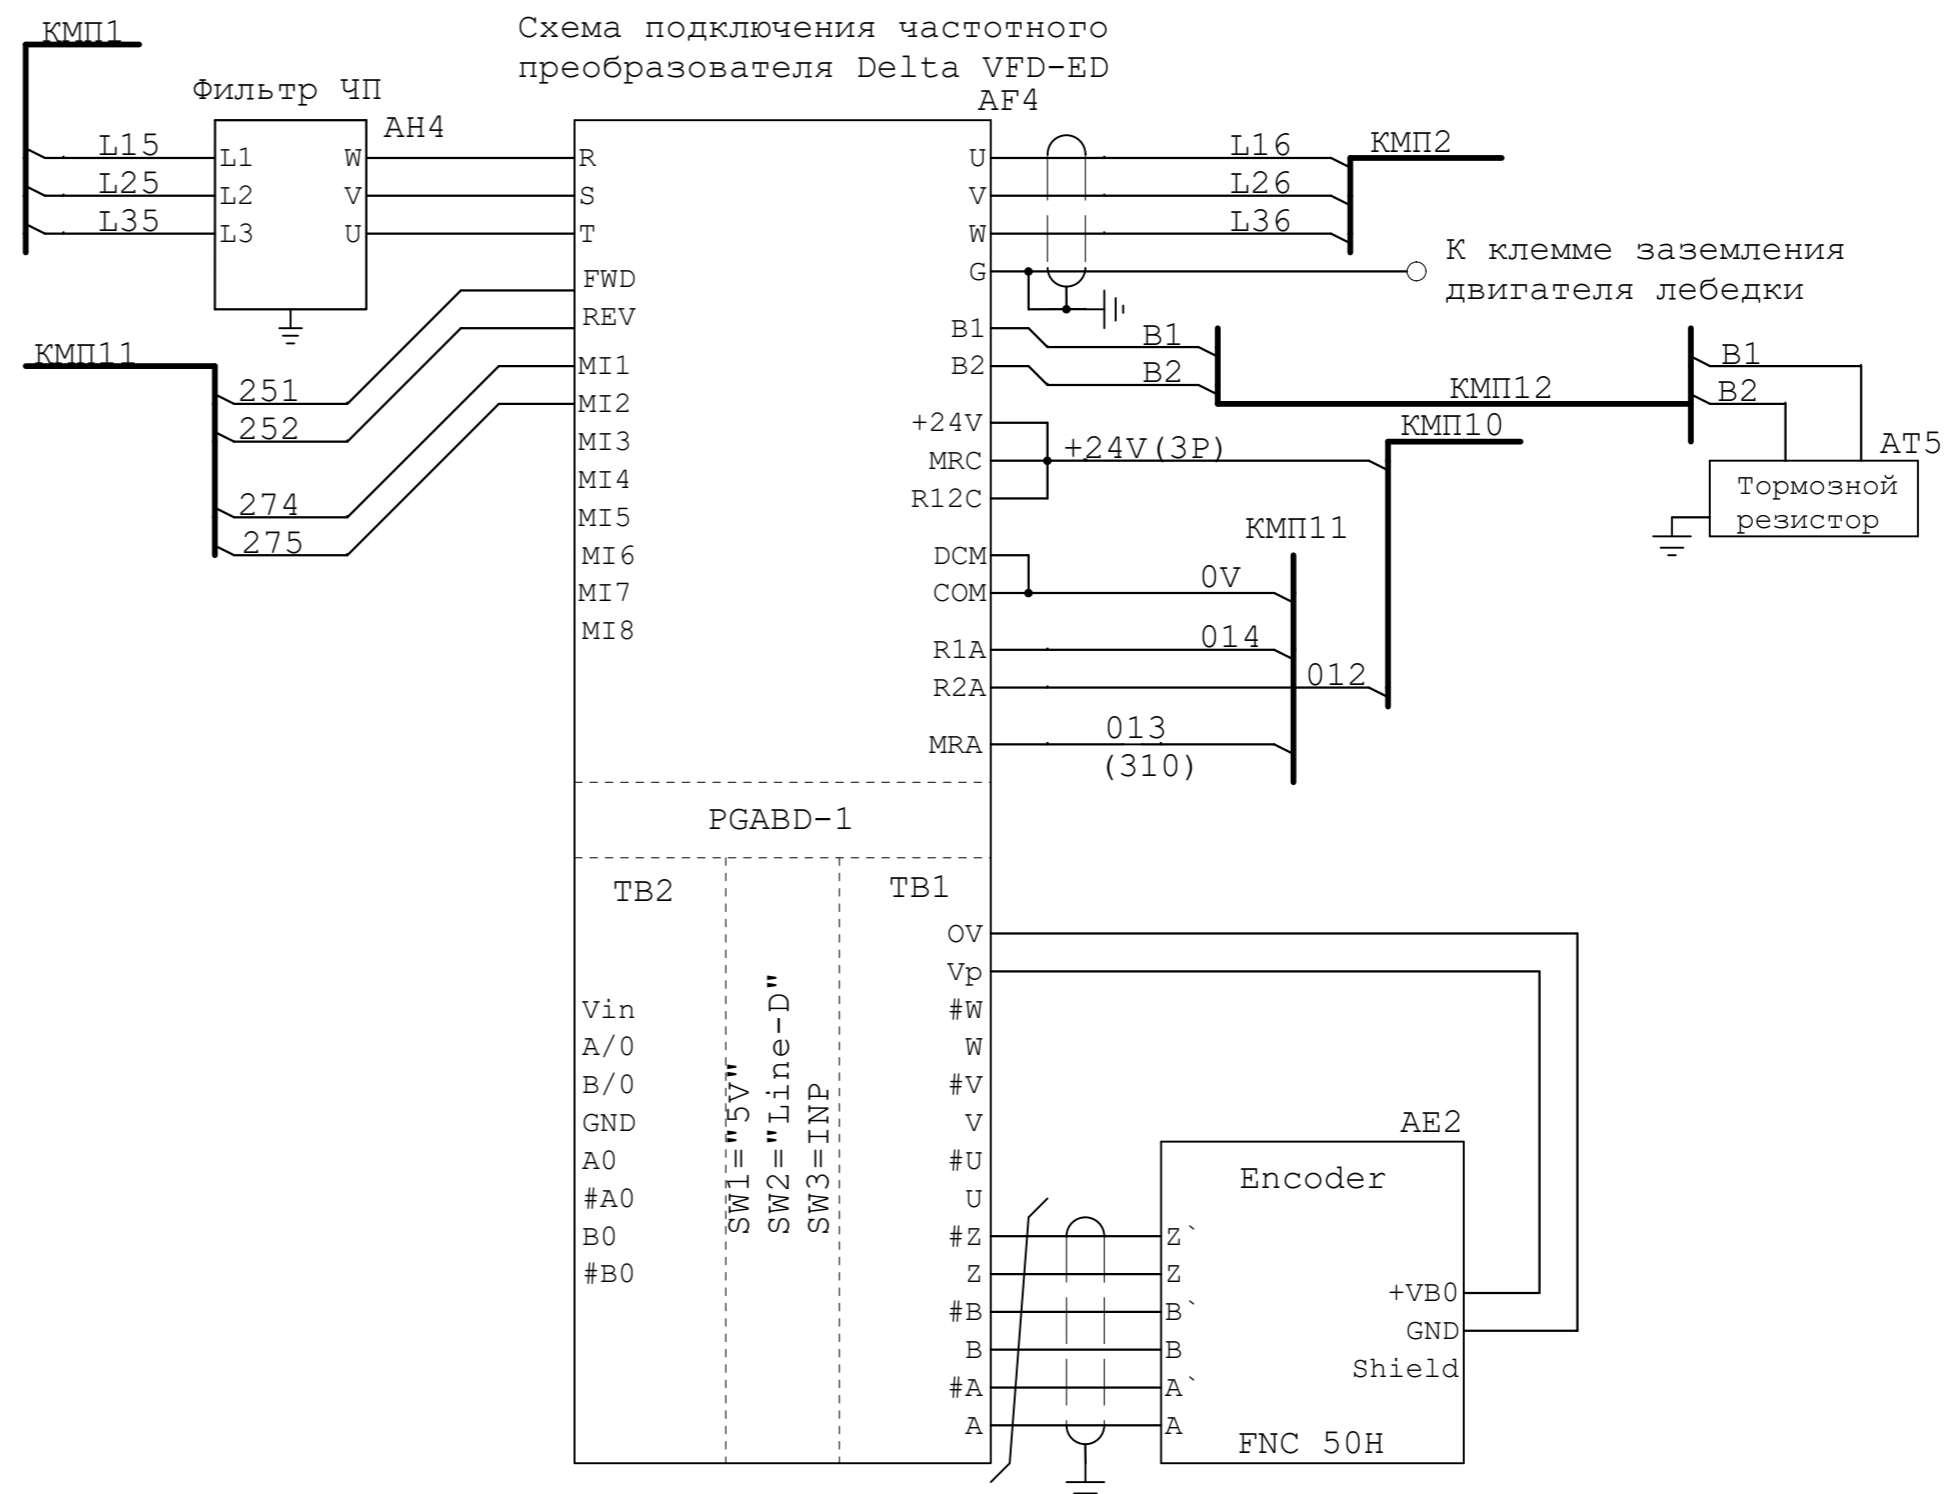 Схема подключения частотного
преобразователя Delta VFD-ED
AF4
КМП1
Фильтр ЧП
AH4
L15
L25
L35
L1
L2
L3
W
V
U
R
S
T
FWD
REV
MI1
MI2
MI3
MI4
MI5
MI6
MI7
MI8
КМП11
251
252
274
275
U
V
W
G
B1
B2
+24V
MRC
R12C
DCM
COM
R1A
R2A
MRA
L16
L26
L36
КМП2
К клемме заземления
двигателя лебедки
B1
B2
КМП12
B1
B2
AT5
Тормозной
резистор
КМП10
+24V(3P)
КМП11
0V
014
012
013
(310)
PGABD-1
TB2
TB1
Vin
A/0
B/0
GND
A0
#A0
B0
#B0
SW1="5V"
SW2="Line-D"
SW3=INP
OV
Vp
#W
W
#V
V
#U
U
#Z
Z
#B
B
#A
A
AE2
Encoder
Z`
Z
B`
B
A`
A
+VB0
GND
Shield
FNC 50H